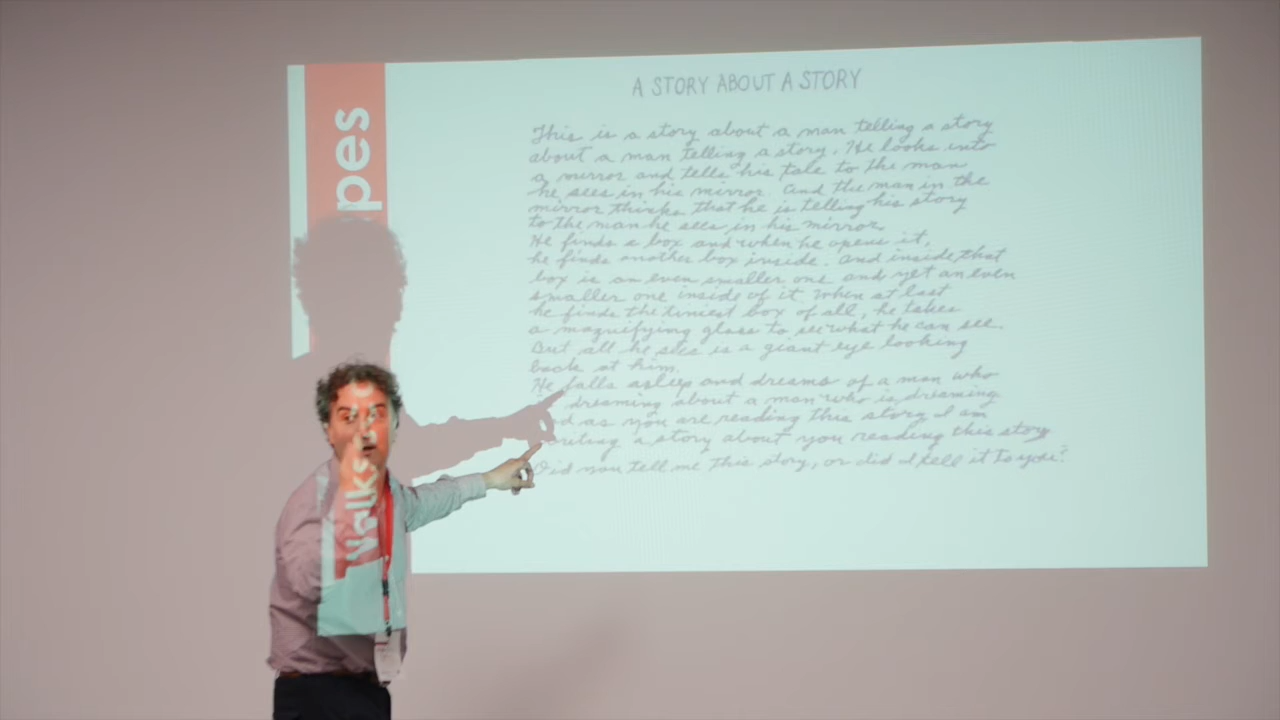 A STORY ABOUT A STORY
This is a story about a man telling a story
about a man telling a story. He looks into
a mirror and tells his tale to the man
he sees in his mirror. And the man in the
mirror thinks that he is telling his story
to the man he sees in his mirror.
He finds a box and when he opens it,
he finds another box inside. And inside that
box is an even smaller one and yet an even
smaller one inside of it. When at last
he finds the tiniest box of all, he takes
a magnifying glass to see what he can see.
But all he sees is a giant eye looking
back at him.
He falls asleep and dreams of a man who
dreaming about a man who is dreaming
d as you are reading this story I am
writing a story about you reading this story
Did you tell me this story, or did I tell it to you?
pes